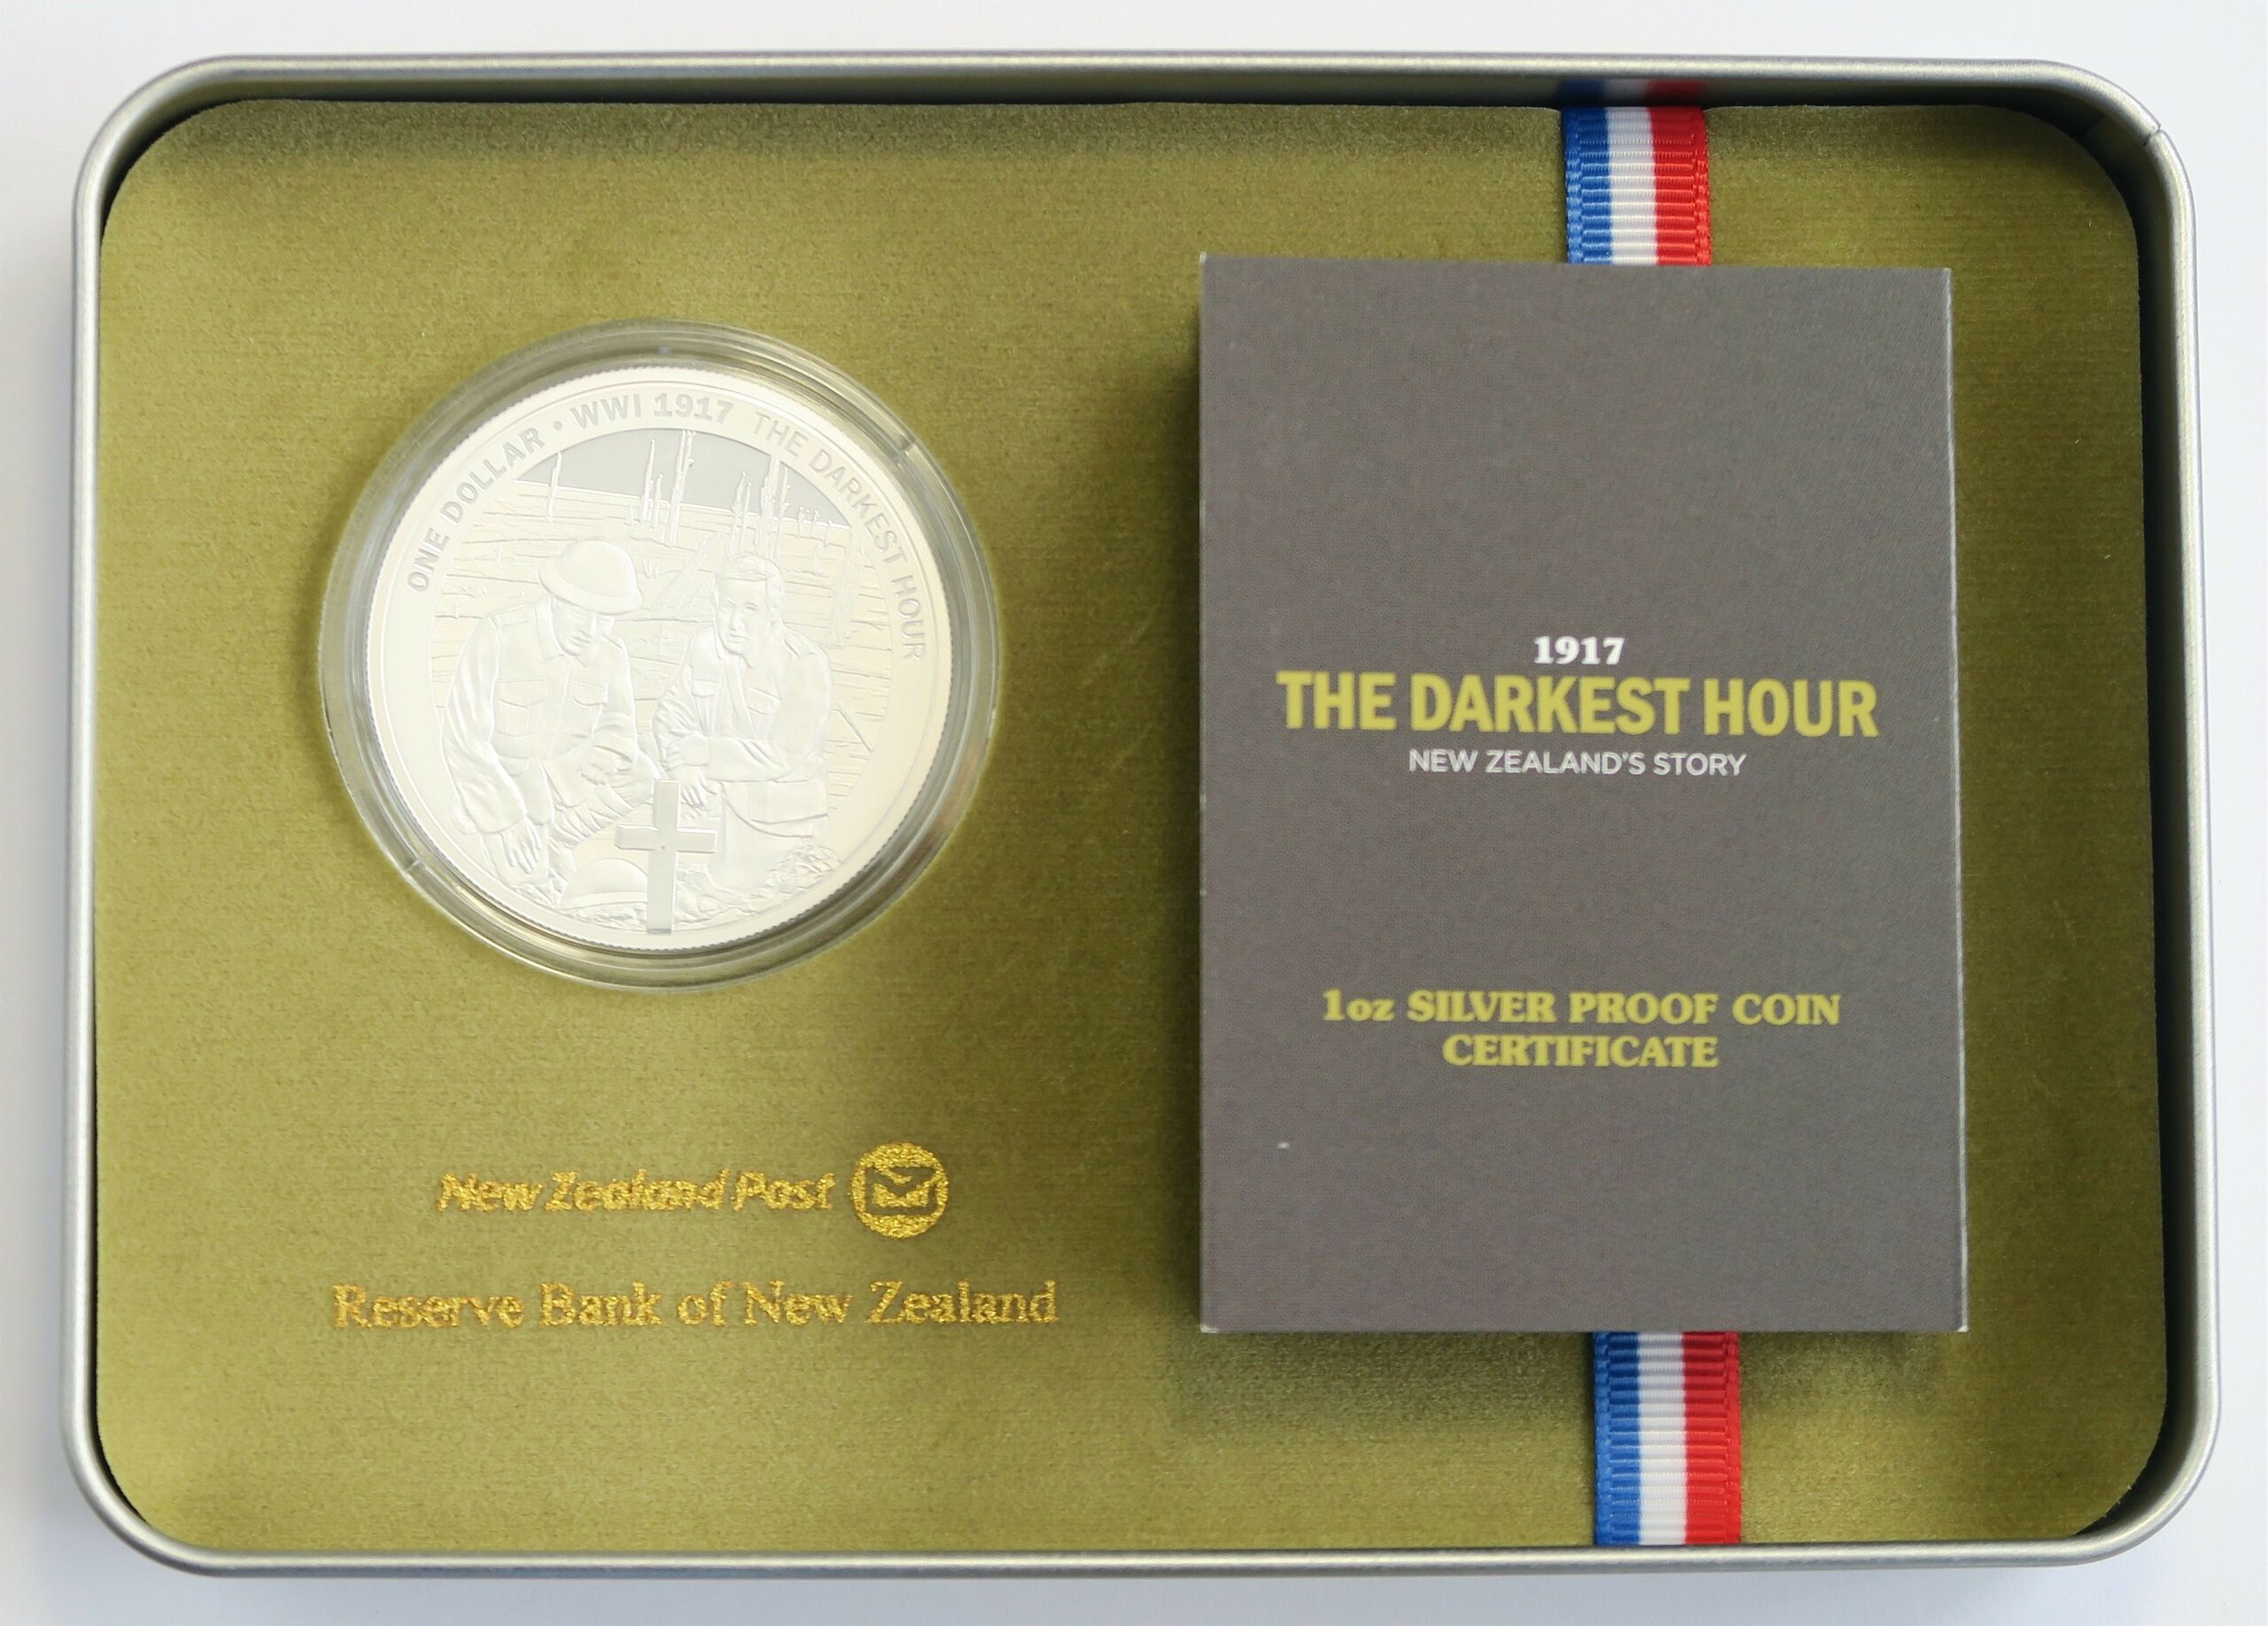 ONE DOLLAR • WWI 1917 THE DARKEST HOUR
New Zealand Post
Reserve Bank of New Zealand
1917
THE DARKEST HOUR
NEW ZEALAND'S STORY
1oz SILVER PROOF COIN
CERTIFICATE